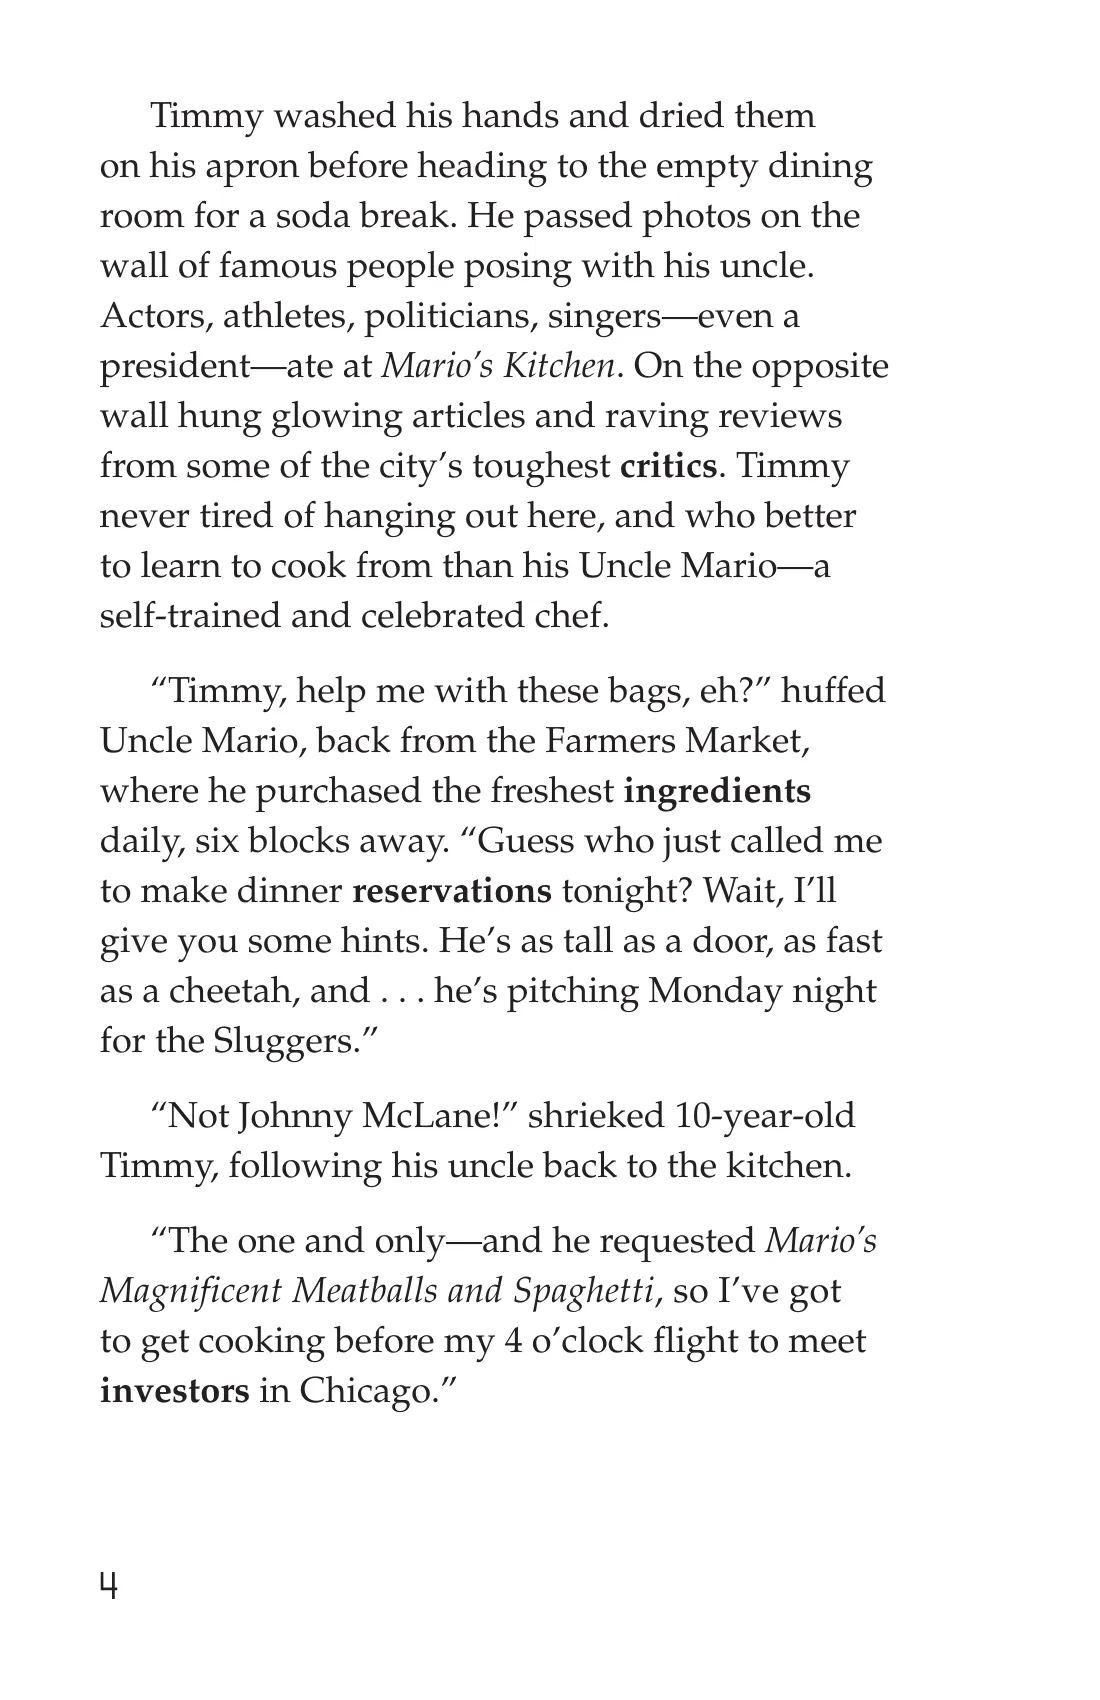 Timmy washed his hands and dried them
on his apron before heading to the empty dining
room for a soda break. He passed photos on the
wall of famous people posing with his uncle.
Actors, athletes, politicians, singers—even a
president—ate at Mario’s Kitchen. On the opposite
wall hung glowing articles and raving reviews
from some of the city’s toughest critics. Timmy
never tired of hanging out here, and who better
to learn to cook from than his Uncle Mario—a
self-trained and celebrated chef.
“Timmy, help me with these bags, eh?” huffed
Uncle Mario, back from the Farmers Market,
where he purchased the freshest ingredients
daily, six blocks away. “Guess who just called me
to make dinner reservations tonight? Wait, I’ll
give you some hints. He’s as tall as a door, as fast
as a cheetah, and . . . he’s pitching Monday night
for the Sluggers.”
“Not Johnny McLane!” shrieked 10-year-old
Timmy, following his uncle back to the kitchen.
“The one and only—and he requested Mario’s
Magnificent Meatballs and Spaghetti, so I’ve got
to get cooking before my 4 o’clock flight to meet
investors in Chicago.”
4